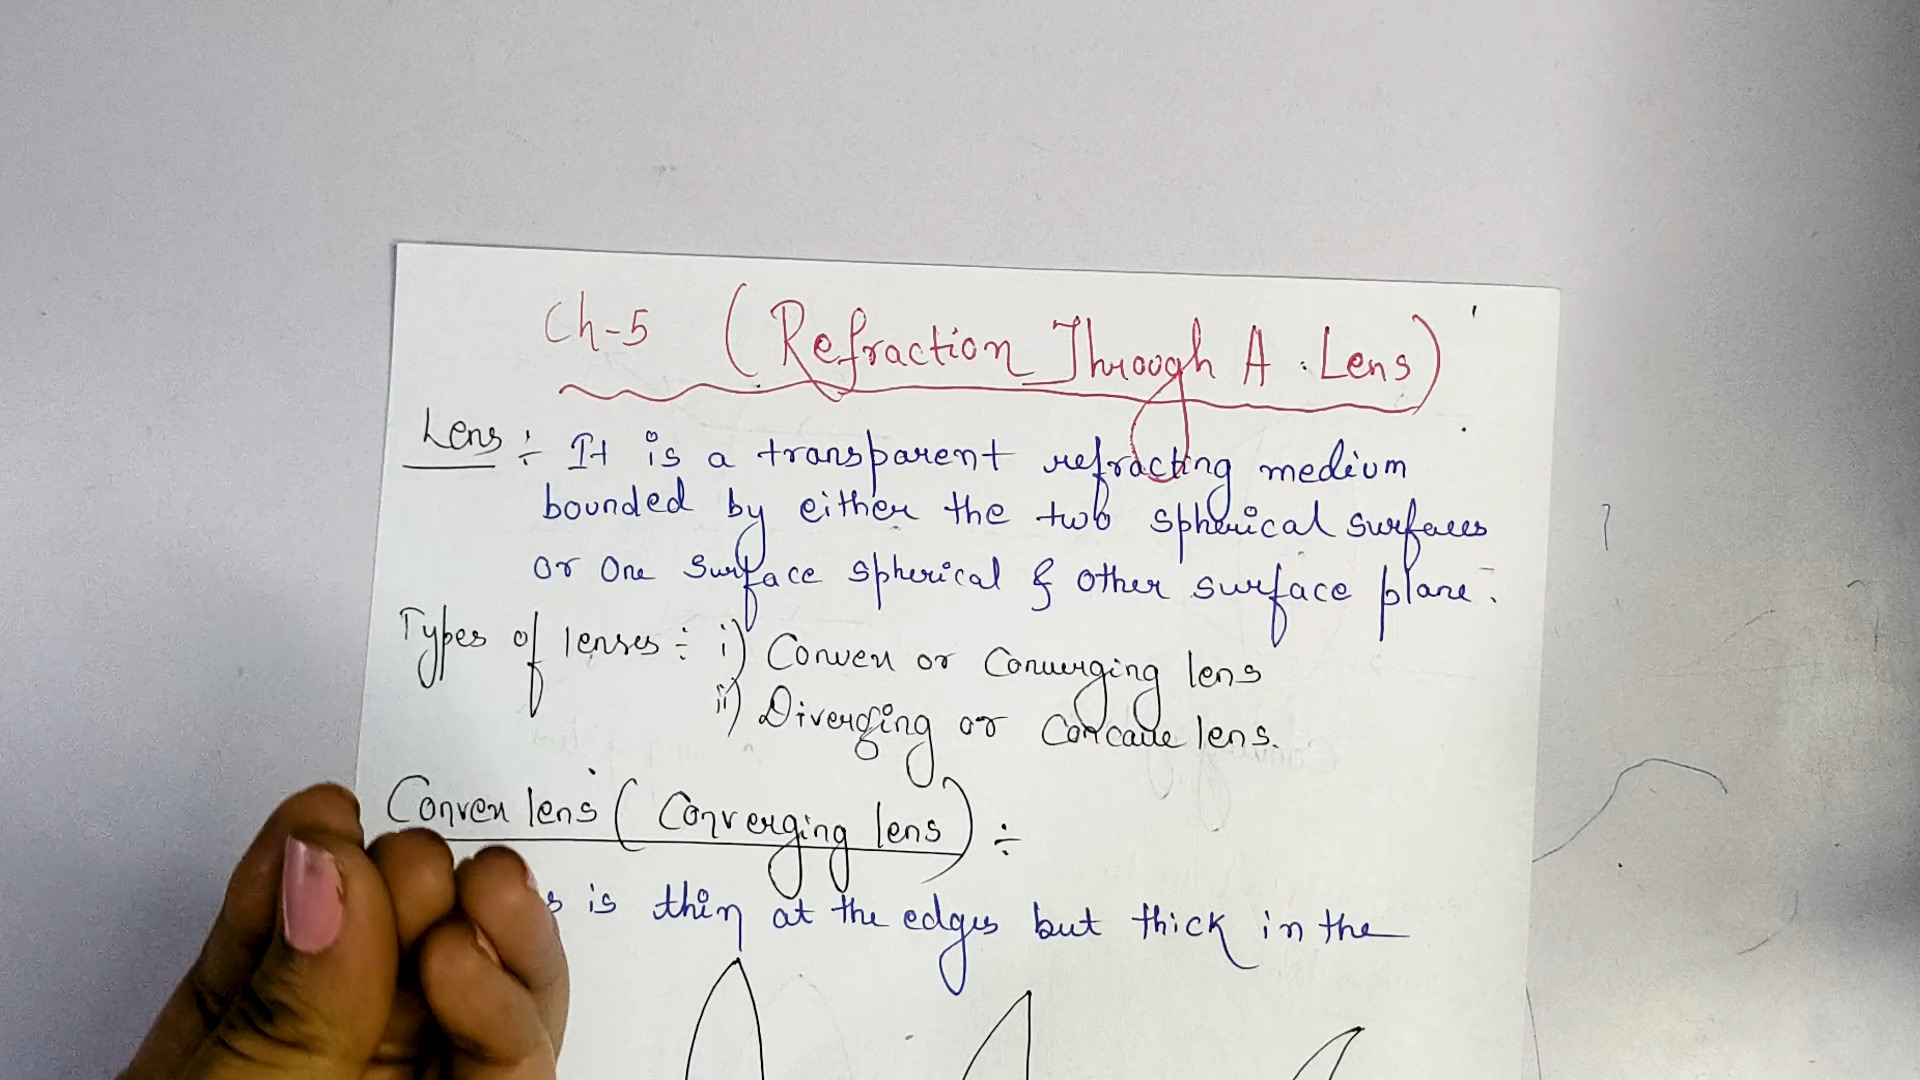 Ch-5 (Refraction Through A Lens)
Lens ÷ It is a transparent refracting medium
bounded by either the two spherical surfaces
or one surface spherical & other surface plane.
Types of lenses ÷ i) Convex or Converging lens
ii) Diverging or Concave lens.
Convex lens (Converging lens) ÷
is thin at the edges but thick in the